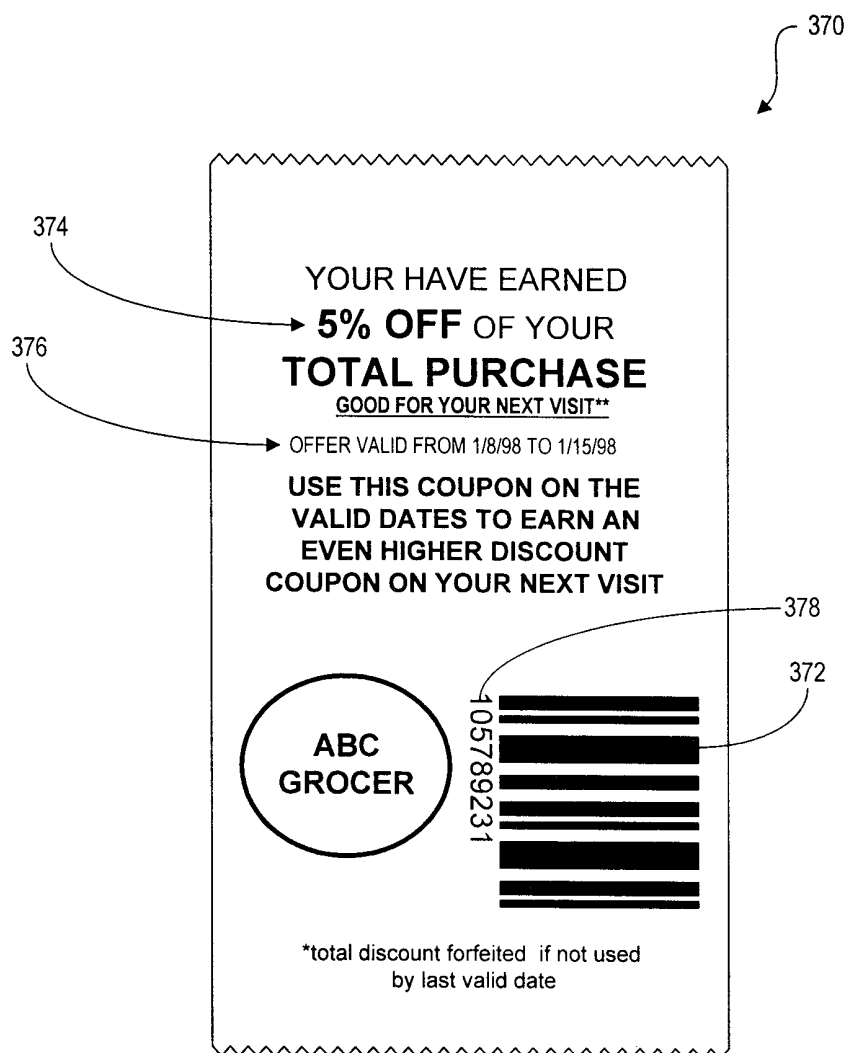 370
374
YOUR HAVE EARNED
5% OFF OF YOUR
376
TOTAL PURCHASE
GOOD FOR YOUR NEXT VISIT**
OFFER VALID FROM 1/8/98 TO 1/15/98
USE THIS COUPON ON THE
VALID DATES TO EARN AN
EVEN HIGHER DISCOUNT
COUPON ON YOUR NEXT VISIT
378
372
ABC
GROCER
105789231
*total discount forfeited if not used
by last valid date